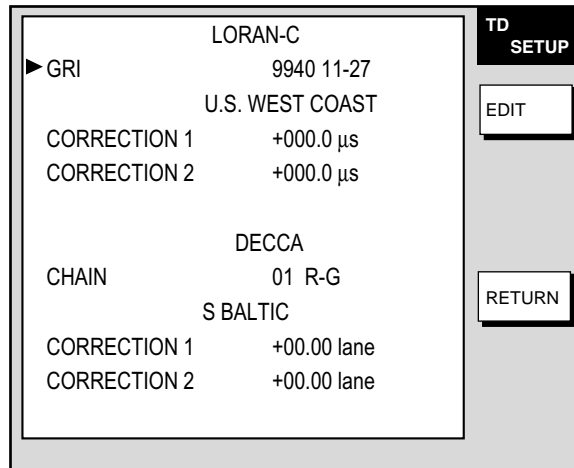 LORAN-C
GRI 9940 11-27
U.S. WEST COAST
CORRECTION 1 +000.0 μs
CORRECTION 2 +000.0 μs
DECCA
CHAIN 01 R-G
S BALTIC
CORRECTION 1 +00.00 lane
CORRECTION 2 +00.00 lane
TD
SETUP
EDIT
RETURN